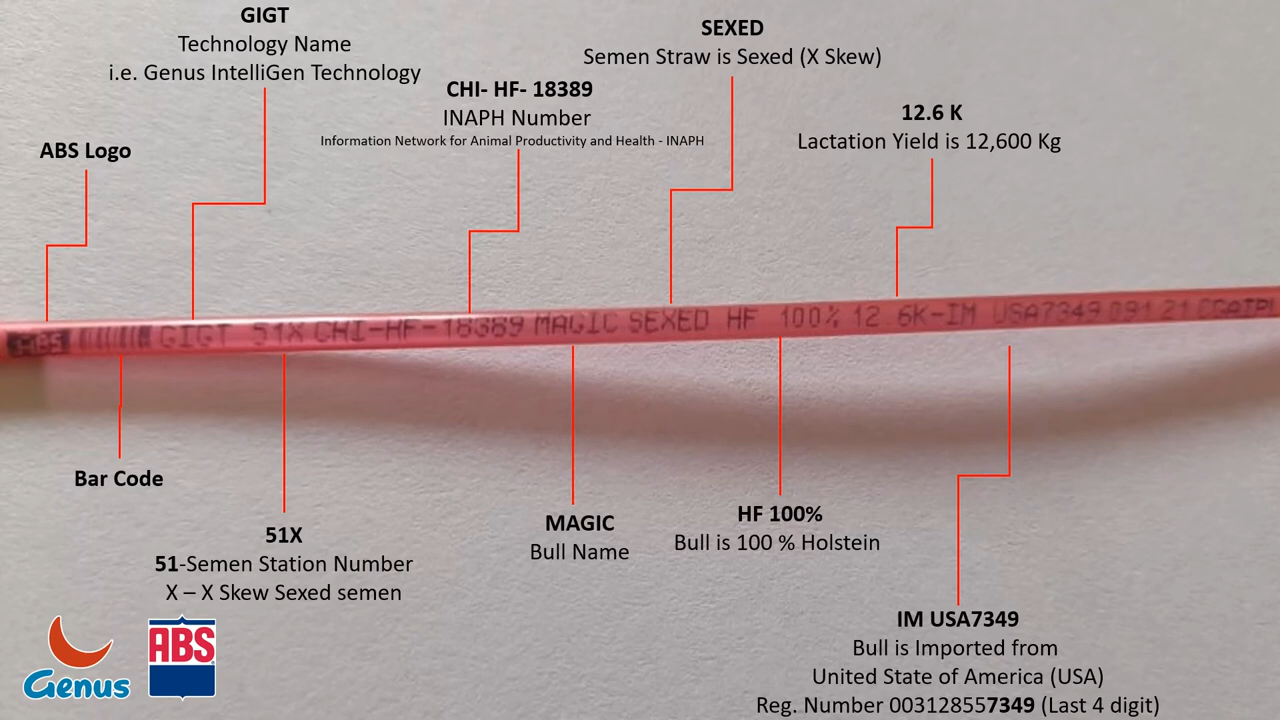 GIGT
Technology Name
i.e. Genus IntelliGen Technology
SEXED
Semen Straw is Sexed (X Skew)
CHI- HF- 18389
INAPH Number
Information Network for Animal Productivity and Health - INAPH
12.6 K
Lactation Yield is 12,600 Kg
ABS Logo
ABS GIGT 51X CHI-HF-18389 MAGIC SEXED HF 100% 12 6K-IM USA7349 091 21
Bar Code
51X
51-Semen Station Number
X – X Skew Sexed semen
MAGIC
Bull Name
HF 100%
Bull is 100 % Holstein
IM USA7349
Bull is Imported from
United State of America (USA)
Reg. Number 003128557349 (Last 4 digit)
Genus
ABS